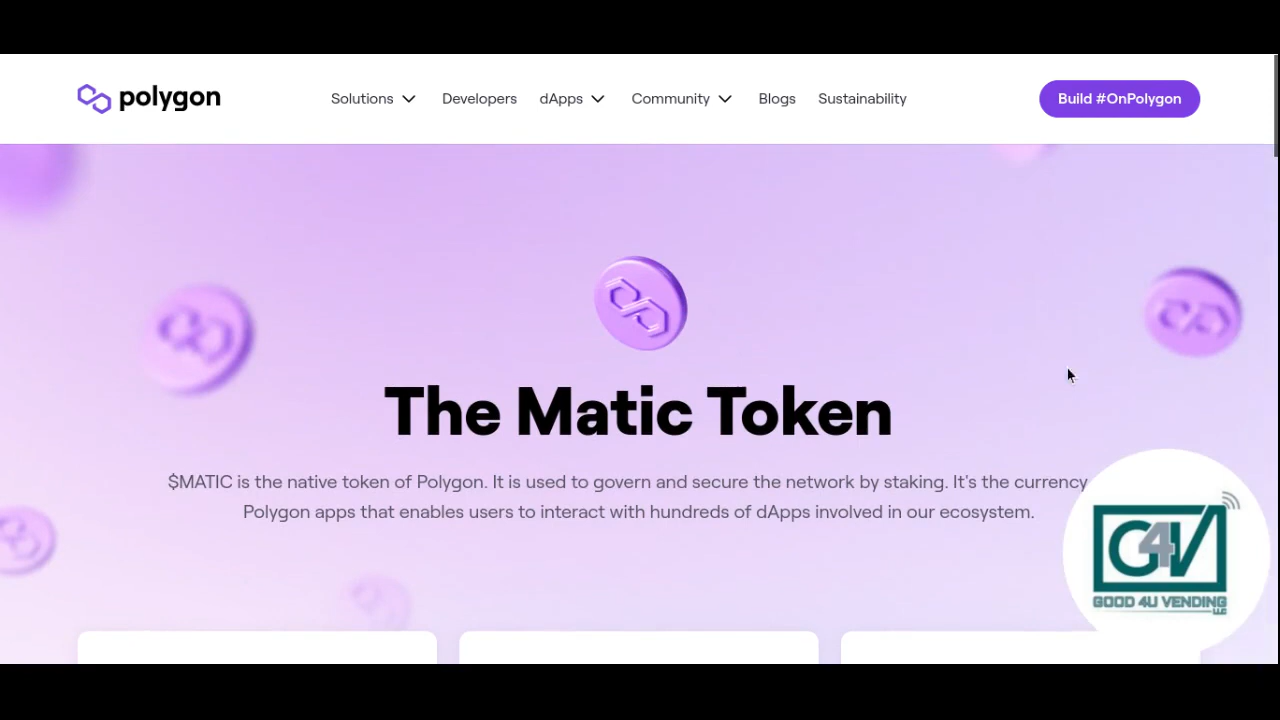 polygon
Solutions
Developers
dApps
Community
Blogs
Sustainability
Build #OnPolygon
The Matic Token
$MATIC is the native token of Polygon. It is used to govern and secure the network by staking. It's the currency
Polygon apps that enables users to interact with hundreds of dApps involved in our ecosystem.
G4V
GOOD 4U VENDING
LLC